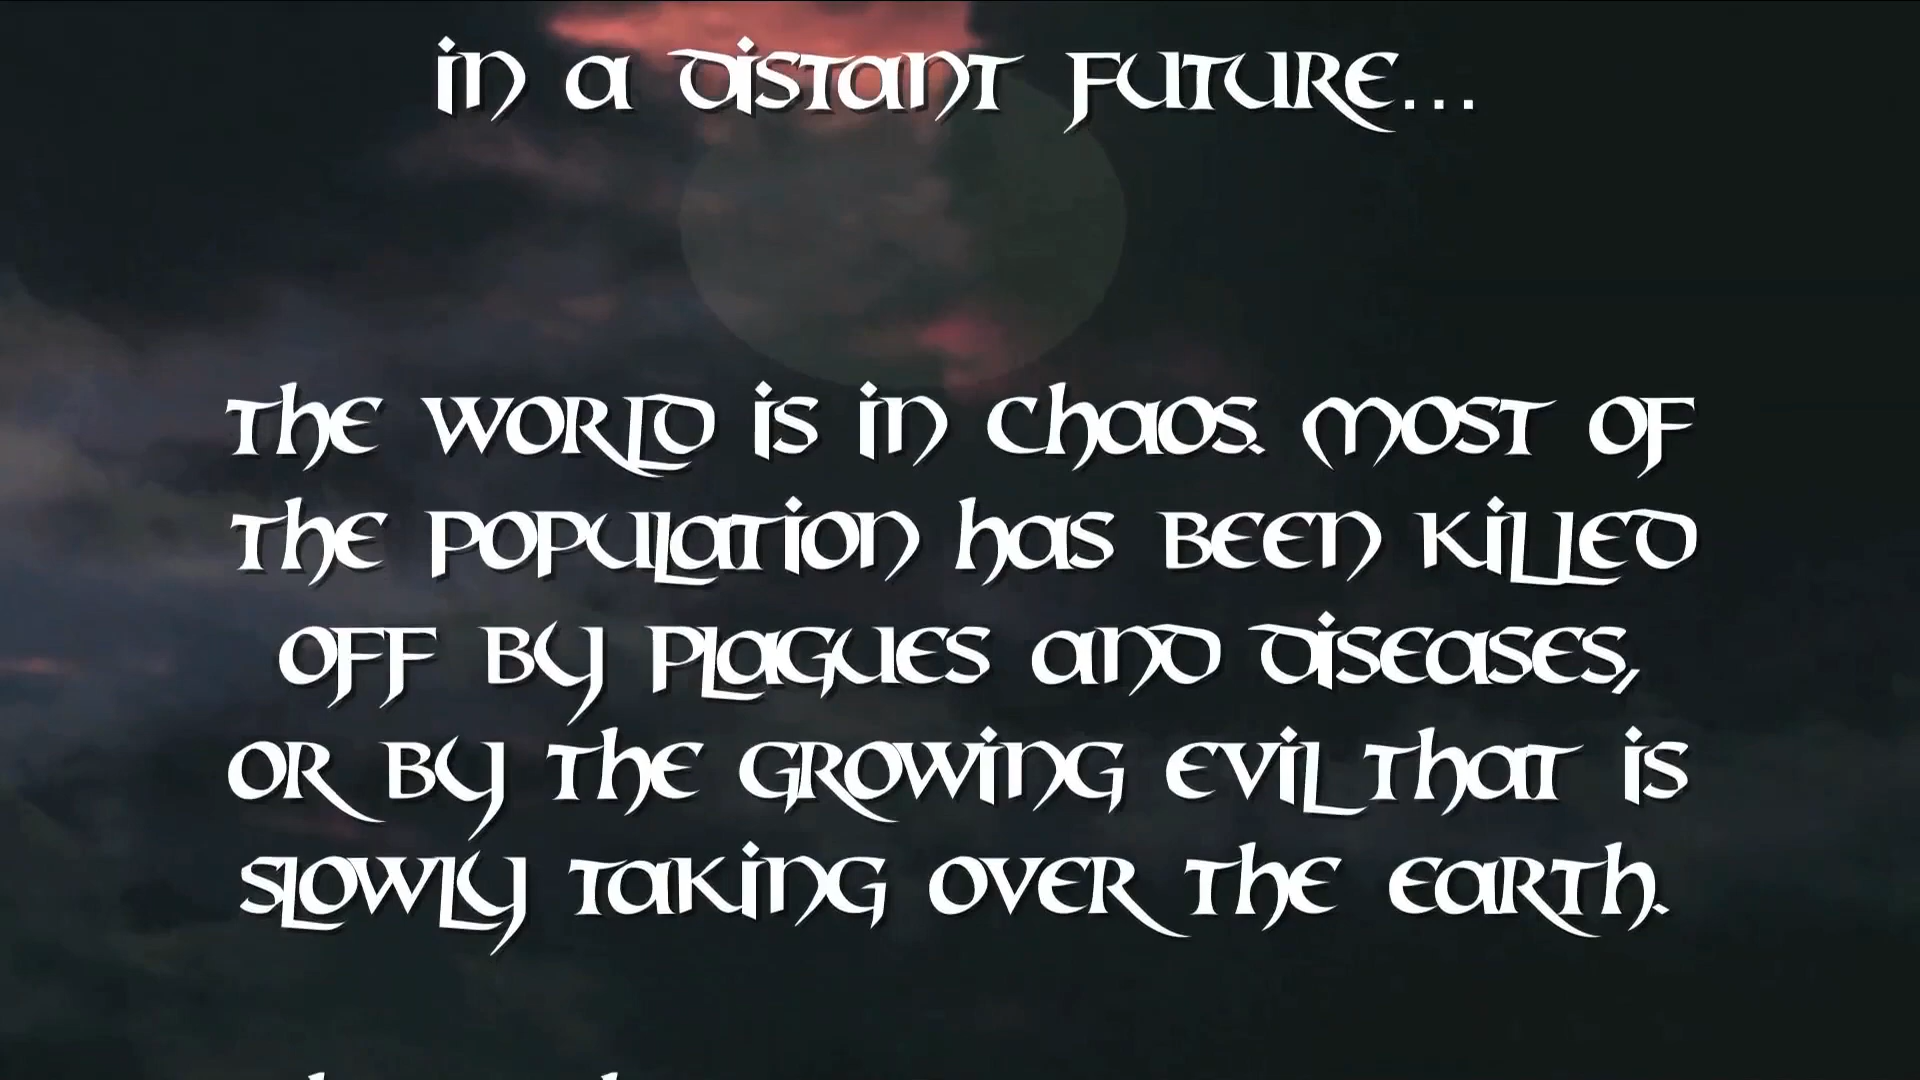 in a distant future...
the world is in chaos. most of
the population has been killed
off by plagues and diseases,
or by the growing evil that is
slowly taking over the earth.